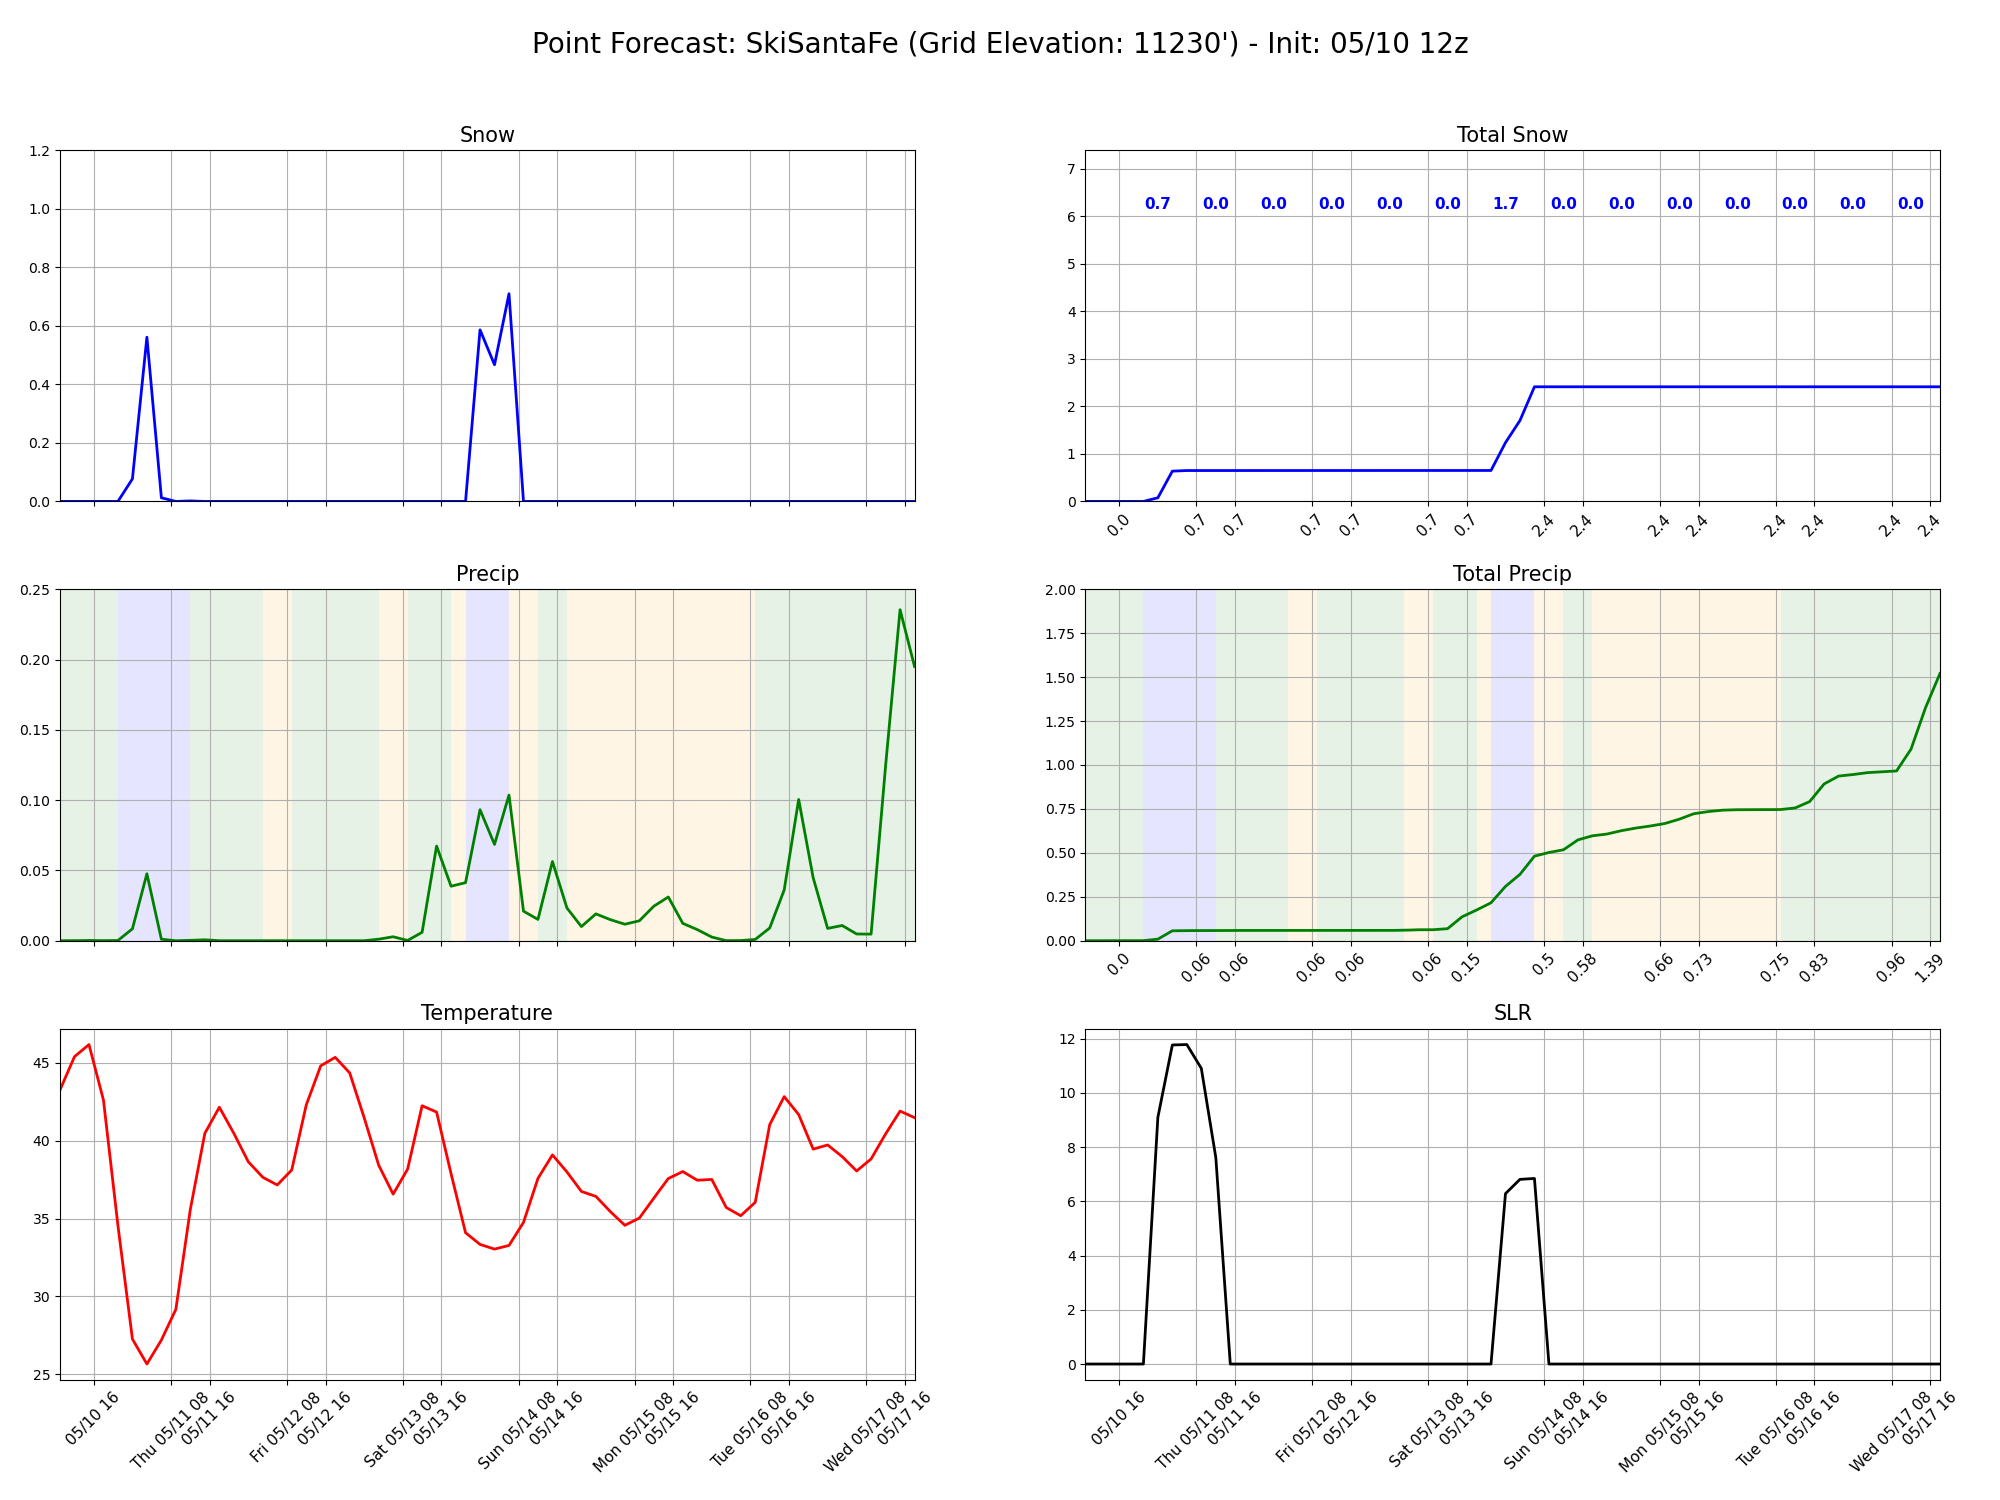 Point Forecast: SkiSantaFe (Grid Elevation: 11230') - Init: 05/10 12z
Snow
1.2
1.0
0.8
0.6
0.4
0.2
0.0
Total Snow
7
6
5
4
3
2
1
0
0.7 0.0 0.0 0.0 0.0 0.0 1.7 0.0 0.0 0.0 0.0 0.0 0.0 0.0
0.0 0.7 0.7 0.7 0.7 0.7 0.7 2.4 2.4 2.4 2.4 2.4 2.4 2.4 2.4
Precip
0.25
0.20
0.15
0.10
0.05
0.00
Total Precip
2.00
1.75
1.50
1.25
1.00
0.75
0.50
0.25
0.00
0.0 0.06 0.06 0.06 0.06 0.06 0.15 0.5 0.58 0.66 0.73 0.75 0.83 0.96 1.39
Temperature
45
40
35
30
25
05/10 16
Thu 05/11 08
05/11 16
Fri 05/12 08
05/12 16
Sat 05/13 08
05/13 16
Sun 05/14 08
05/14 16
Mon 05/15 08
05/15 16
Tue 05/16 08
05/16 16
Wed 05/17 08
05/17 16
SLR
12
10
8
6
4
2
0
05/10 16
Thu 05/11 08
05/11 16
Fri 05/12 08
05/12 16
Sat 05/13 08
05/13 16
Sun 05/14 08
05/14 16
Mon 05/15 08
05/15 16
Tue 05/16 08
05/16 16
Wed 05/17 08
05/17 16